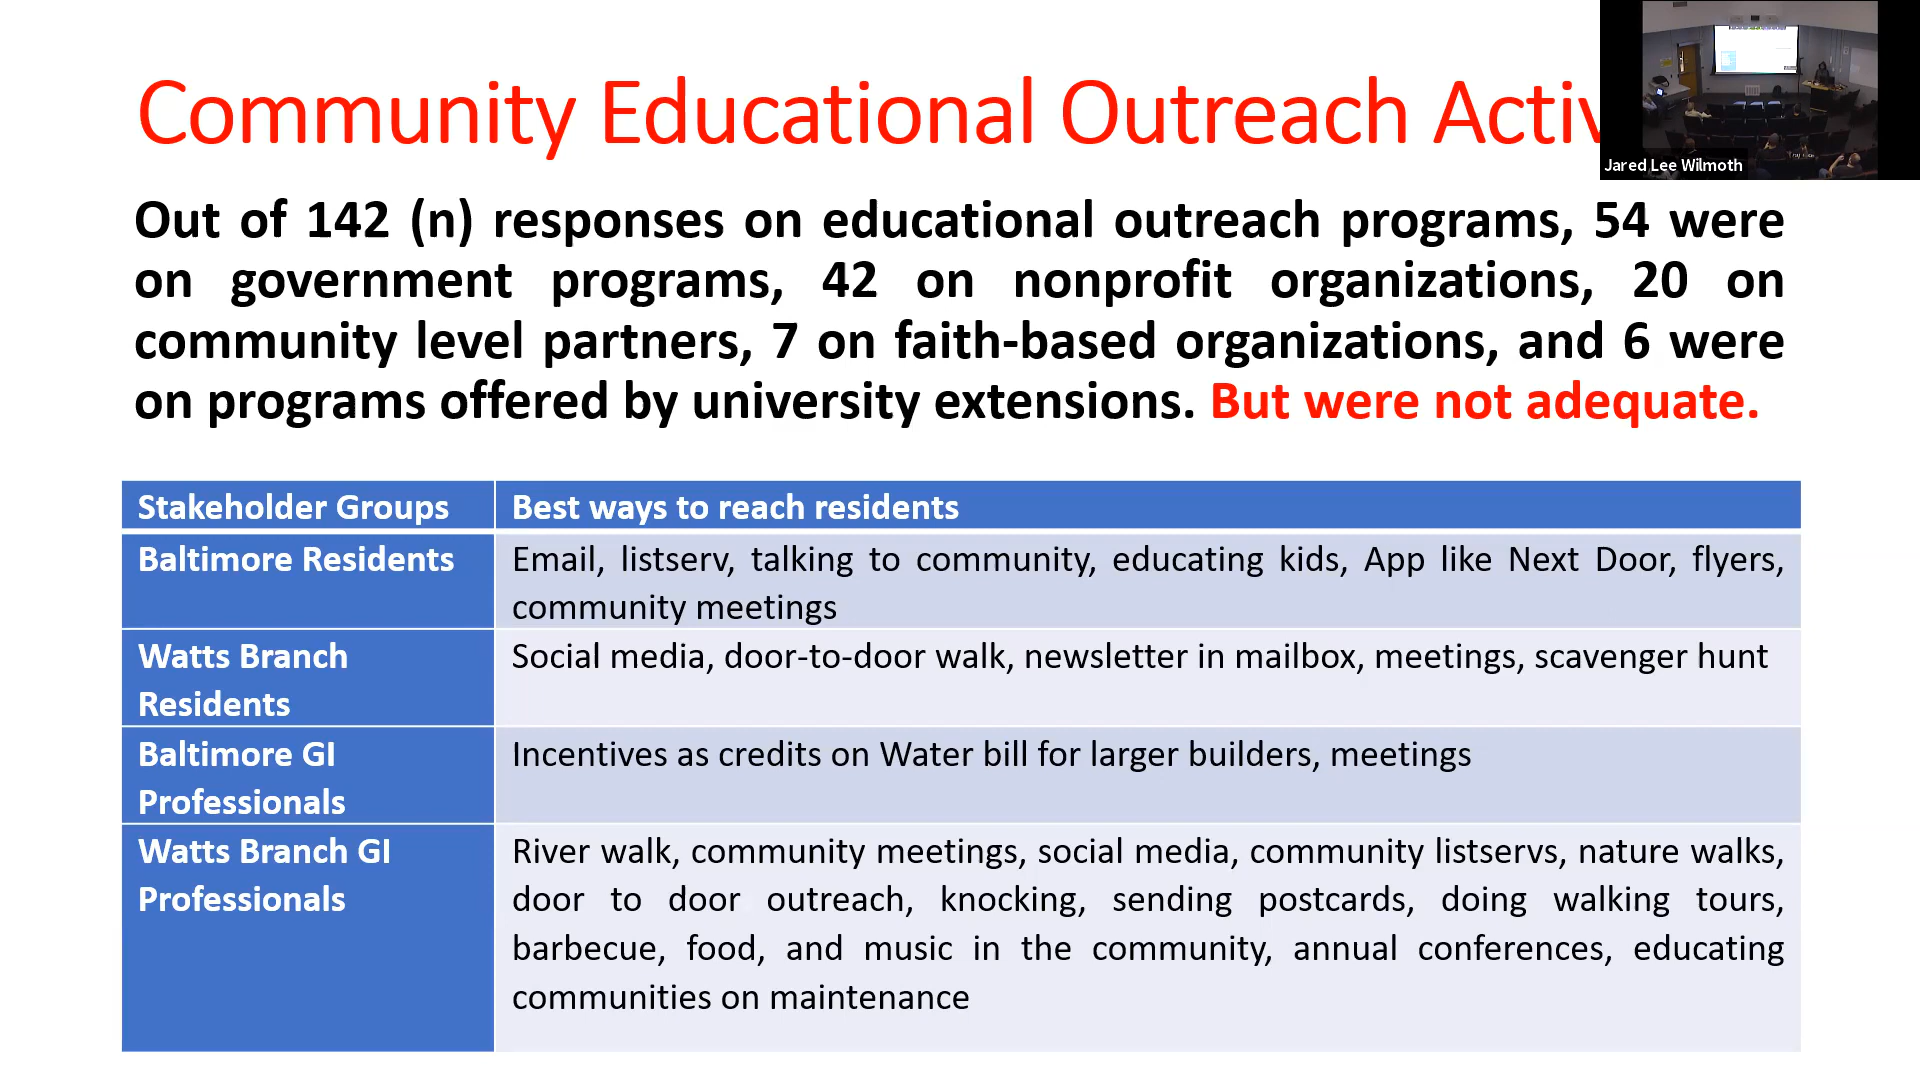 Community Educational Outreach Activ
Jared Lee Wilmoth
Out of 142 (n) responses on educational outreach programs, 54 were
on government programs, 42 on nonprofit organizations, 20 on
community level partners, 7 on faith-based organizations, and 6 were
on programs offered by university extensions. But were not adequate.
Stakeholder Groups
Best ways to reach residents
Baltimore Residents
Email, listserv, talking to community, educating kids, App like Next Door, flyers,
community meetings
Watts Branch
Residents
Social media, door-to-door walk, newsletter in mailbox, meetings, scavenger hunt
Baltimore GI
Professionals
Incentives as credits on Water bill for larger builders, meetings
Watts Branch GI
Professionals
River walk, community meetings, social media, community listservs, nature walks,
door to door outreach, knocking, sending postcards, doing walking tours,
barbecue, food, and music in the community, annual conferences, educating
communities on maintenance